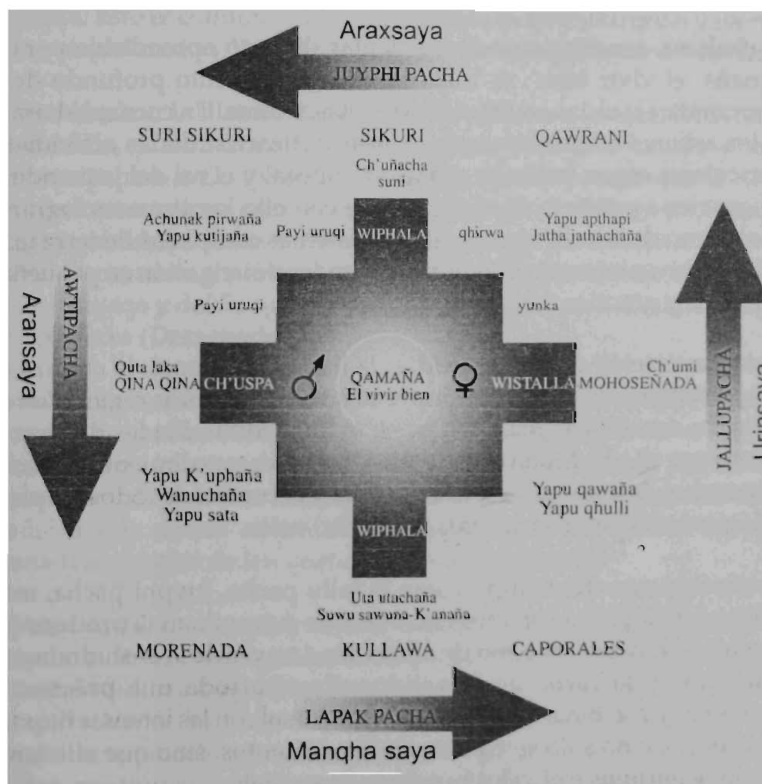 Araxsaya
JUYPHI PACHA
SURI SIKURI
SIKURI
QAWRANI
Ch'uñacha
suni
Achunak pirwaña
Yapu kutijaña
Payi uruqi
WIPHALA
qhirwa
Yapu apthapi
Jatha jathachaña
Payi uruqi
yunka
Aransaya
AWTIPACHA
Quta laka
QINA QINA
CH'USPA
QAMAÑA
El vivir bien
WISTALLA
MOHOSEÑADA
Ch'umi
JALLUPACHA
Urinsaya
Yapu K'uphaña
Wanuchaña
Yapu sata
WIPHALA
Yapu qawaña
Yapu qhulli
Uta utachaña
Suwu sawuna-K'anaña
MORENADA
KULLAWA
CAPORALES
LAPAK PACHA
Manqha saya